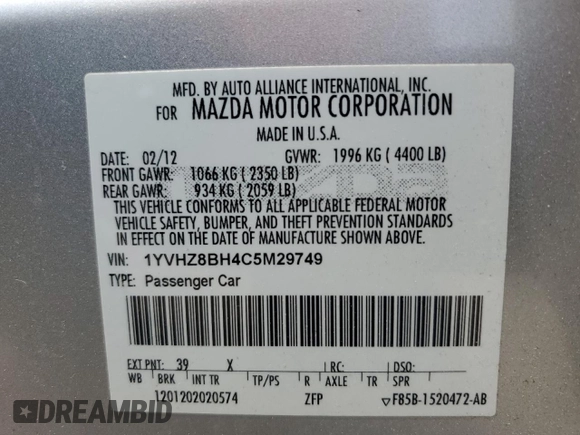 MFD. BY AUTO ALLIANCE INTERNATIONAL, INC.
FOR MAZDA MOTOR CORPORATION
MADE IN U.S.A.
DATE: 02/12 GVWR: 1996 KG ( 4400 LB)
FRONT GAWR: 1066 KG ( 2350 LB)
REAR GAWR: 934 KG ( 2059 LB)
THIS VEHICLE CONFORMS TO ALL APPLICABLE FEDERAL MOTOR
VEHICLE SAFETY, BUMPER, AND THEFT PREVENTION STANDARDS
IN EFFECT ON THE DATE OF MANUFACTURE SHOWN ABOVE.
VIN: 1YVHZ8BH4C5M29749
TYPE: Passenger Car
EXT PNT: 39 X RC: DSO:
WB BRK INT TR TP/PS R AXLE TR SPR
1201202020574 ZFP ▽F85B-1520472-AB
DREAMBID
CAR AUCTION